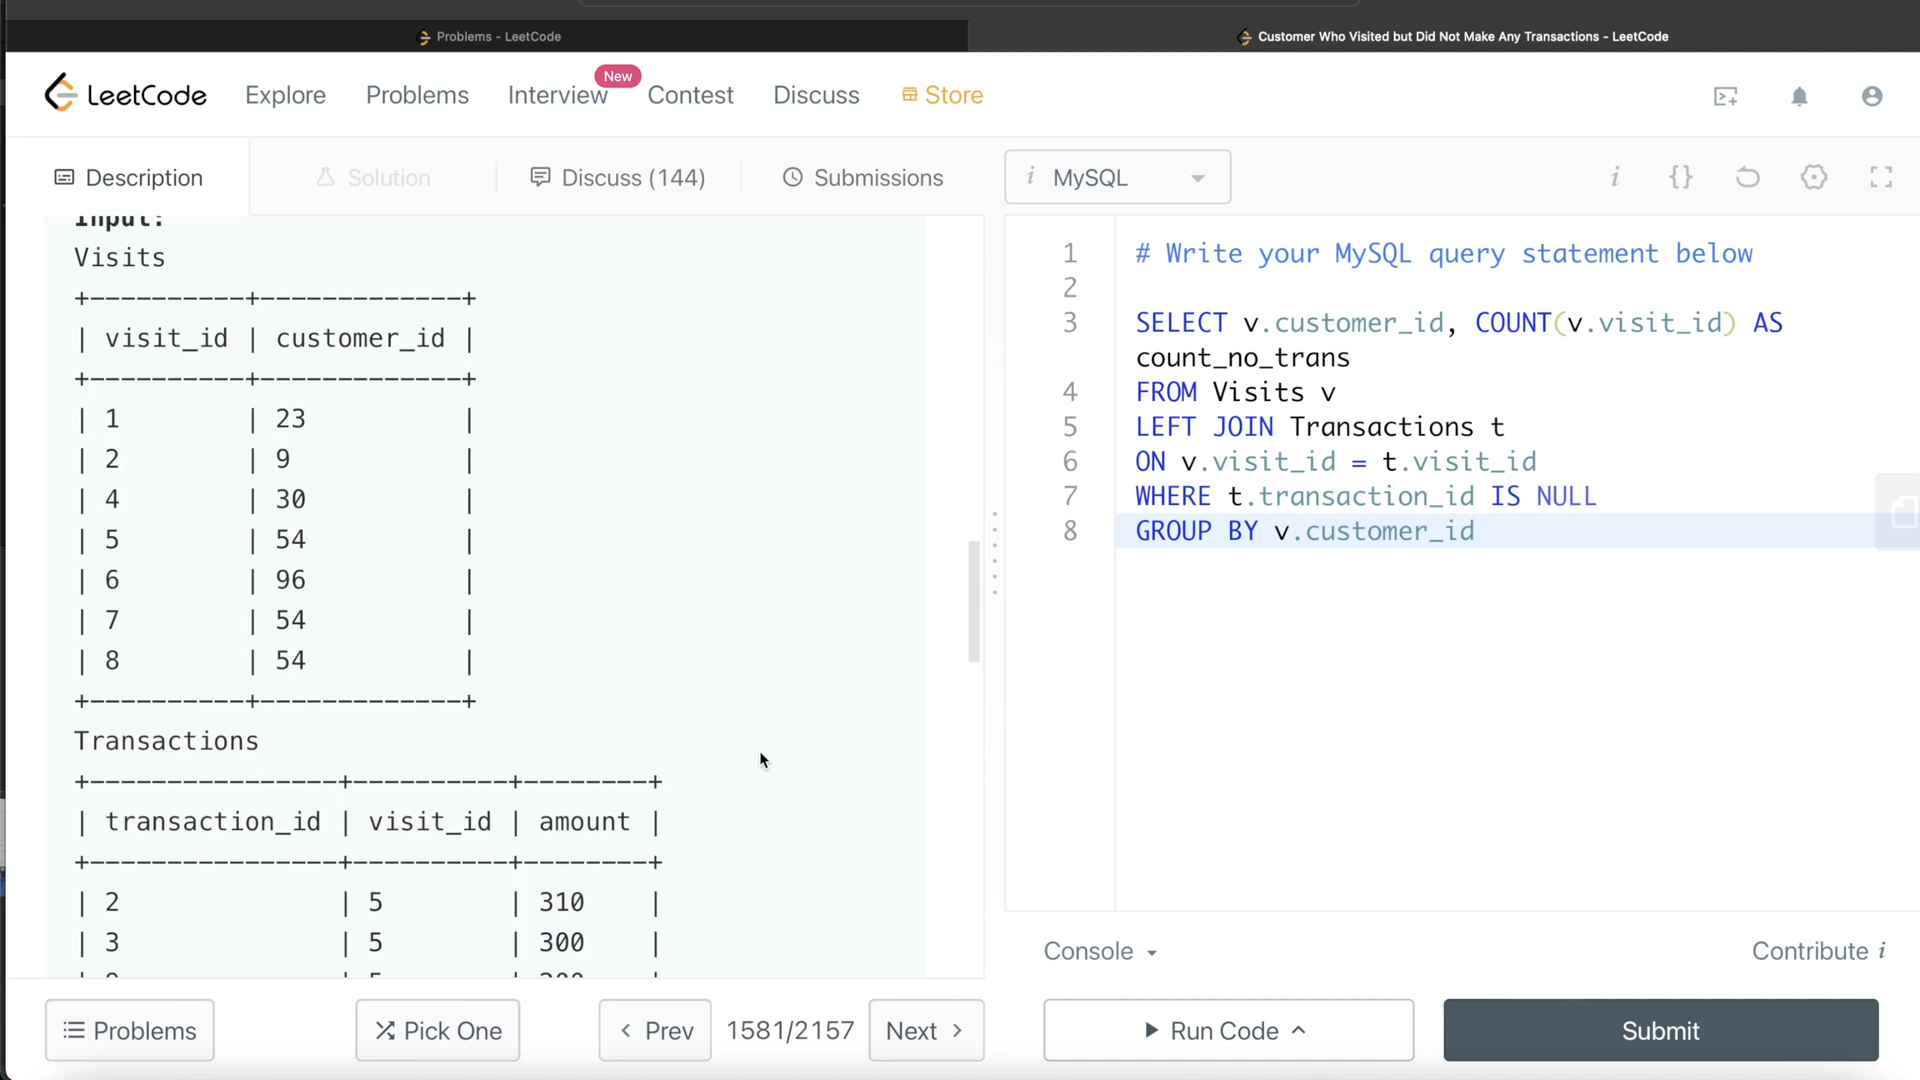 Problems - LeetCode
Customer Who Visited but Did Not Make Any Transactions - LeetCode
LeetCode
Explore
Problems
Interview
New
Contest
Discuss
Store
Description
Solution
Discuss (144)
Submissions
i MySQL
i {}
Input:
Visits
+----------+-------------+
| visit_id | customer_id |
+----------+-------------+
| 1 | 23 |
| 2 | 9 |
| 4 | 30 |
| 5 | 54 |
| 6 | 96 |
| 7 | 54 |
| 8 | 54 |
+----------+-------------+
Transactions
+----------------+----------+--------+
| transaction_id | visit_id | amount |
+----------------+----------+--------+
| 2 | 5 | 310 |
| 3 | 5 | 300 |
1 # Write your MySQL query statement below
2
3 SELECT v.customer_id, COUNT(v.visit_id) AS
count_no_trans
4 FROM Visits v
5 LEFT JOIN Transactions t
6 ON v.visit_id = t.visit_id
7 WHERE t.transaction_id IS NULL
8 GROUP BY v.customer_id
Console
Contribute i
Problems
Pick One
< Prev
1581/2157
Next >
Run Code
Submit